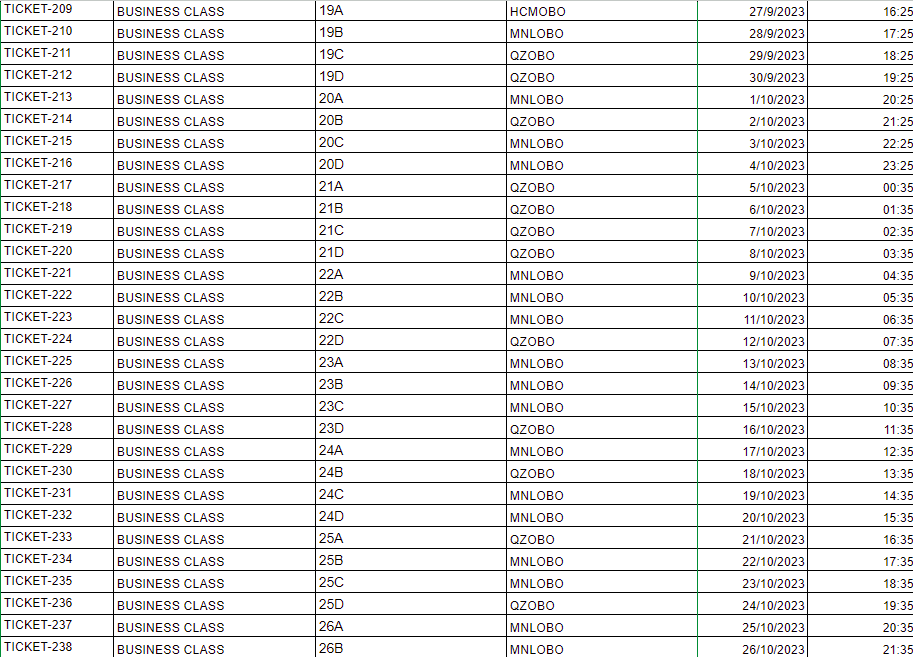 TICKET-209 BUSINESS CLASS 19A HCMOBO 27/9/2023 16:25
TICKET-210 BUSINESS CLASS 19B MNLOBO 28/9/2023 17:25
TICKET-211 BUSINESS CLASS 19C QZOBO 29/9/2023 18:25
TICKET-212 BUSINESS CLASS 19D QZOBO 30/9/2023 19:25
TICKET-213 BUSINESS CLASS 20A MNLOBO 1/10/2023 20:25
TICKET-214 BUSINESS CLASS 20B QZOBO 2/10/2023 21:25
TICKET-215 BUSINESS CLASS 20C MNLOBO 3/10/2023 22:25
TICKET-216 BUSINESS CLASS 20D MNLOBO 4/10/2023 23:25
TICKET-217 BUSINESS CLASS 21A QZOBO 5/10/2023 00:35
TICKET-218 BUSINESS CLASS 21B QZOBO 6/10/2023 01:35
TICKET-219 BUSINESS CLASS 21C QZOBO 7/10/2023 02:35
TICKET-220 BUSINESS CLASS 21D QZOBO 8/10/2023 03:35
TICKET-221 BUSINESS CLASS 22A MNLOBO 9/10/2023 04:35
TICKET-222 BUSINESS CLASS 22B MNLOBO 10/10/2023 05:35
TICKET-223 BUSINESS CLASS 22C MNLOBO 11/10/2023 06:35
TICKET-224 BUSINESS CLASS 22D QZOBO 12/10/2023 07:35
TICKET-225 BUSINESS CLASS 23A MNLOBO 13/10/2023 08:35
TICKET-226 BUSINESS CLASS 23B MNLOBO 14/10/2023 09:35
TICKET-227 BUSINESS CLASS 23C MNLOBO 15/10/2023 10:35
TICKET-228 BUSINESS CLASS 23D QZOBO 16/10/2023 11:35
TICKET-229 BUSINESS CLASS 24A MNLOBO 17/10/2023 12:35
TICKET-230 BUSINESS CLASS 24B QZOBO 18/10/2023 13:35
TICKET-231 BUSINESS CLASS 24C MNLOBO 19/10/2023 14:35
TICKET-232 BUSINESS CLASS 24D MNLOBO 20/10/2023 15:35
TICKET-233 BUSINESS CLASS 25A QZOBO 21/10/2023 16:35
TICKET-234 BUSINESS CLASS 25B MNLOBO 22/10/2023 17:35
TICKET-235 BUSINESS CLASS 25C MNLOBO 23/10/2023 18:35
TICKET-236 BUSINESS CLASS 25D QZOBO 24/10/2023 19:35
TICKET-237 BUSINESS CLASS 26A MNLOBO 25/10/2023 20:35
TICKET-238 BUSINESS CLASS 26B MNLOBO 26/10/2023 21:35